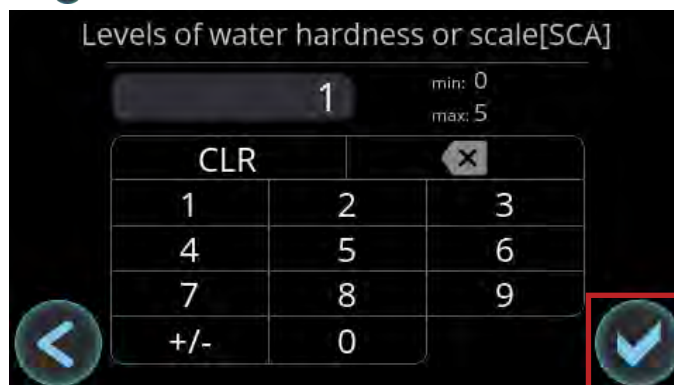 Levels of water hardness or scale[SCA]
1
min: 0
max: 5
CLR
1 2 3
4 5 6
7 8 9
+/- 0